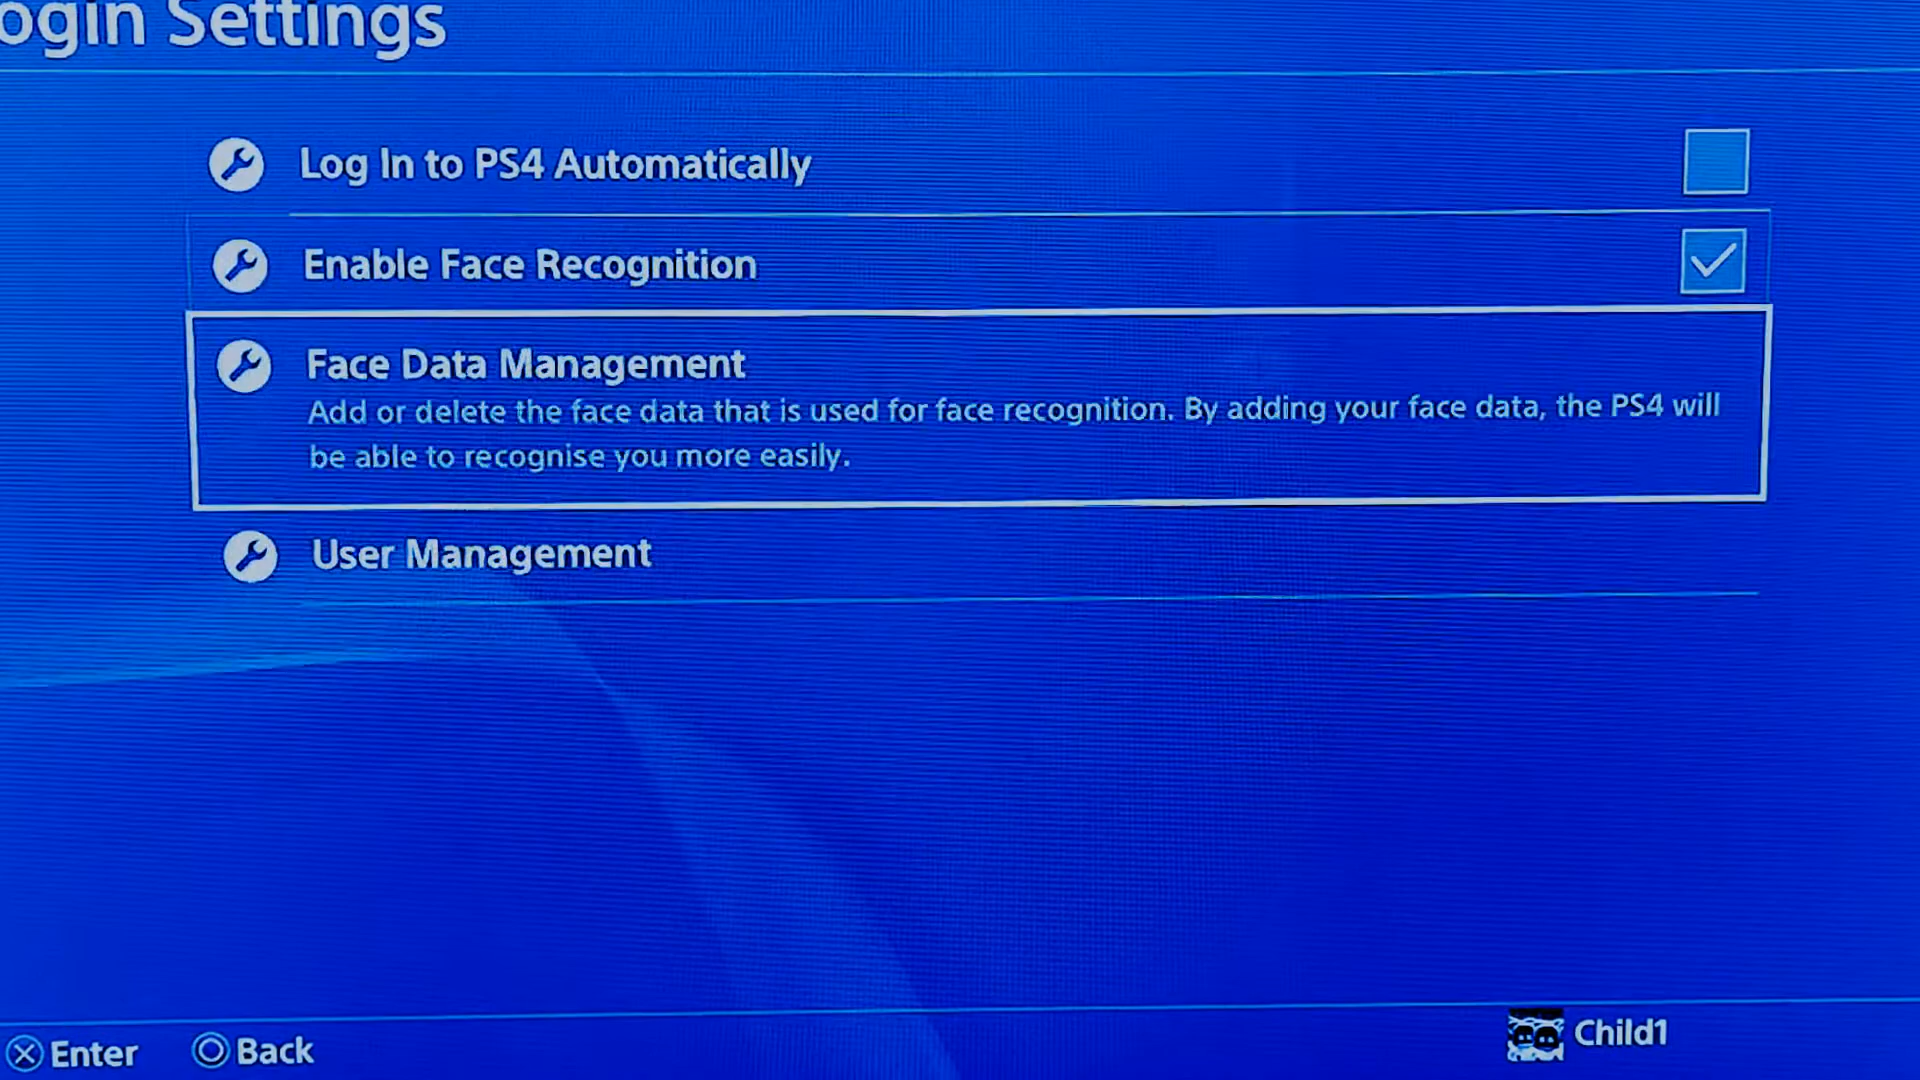 ogin Settings
Log In to PS4 Automatically
Enable Face Recognition
Face Data Management
Add or delete the face data that is used for face recognition. By adding your face data, the PS4 will
be able to recognise you more easily.
User Management
Enter
Back
Child1